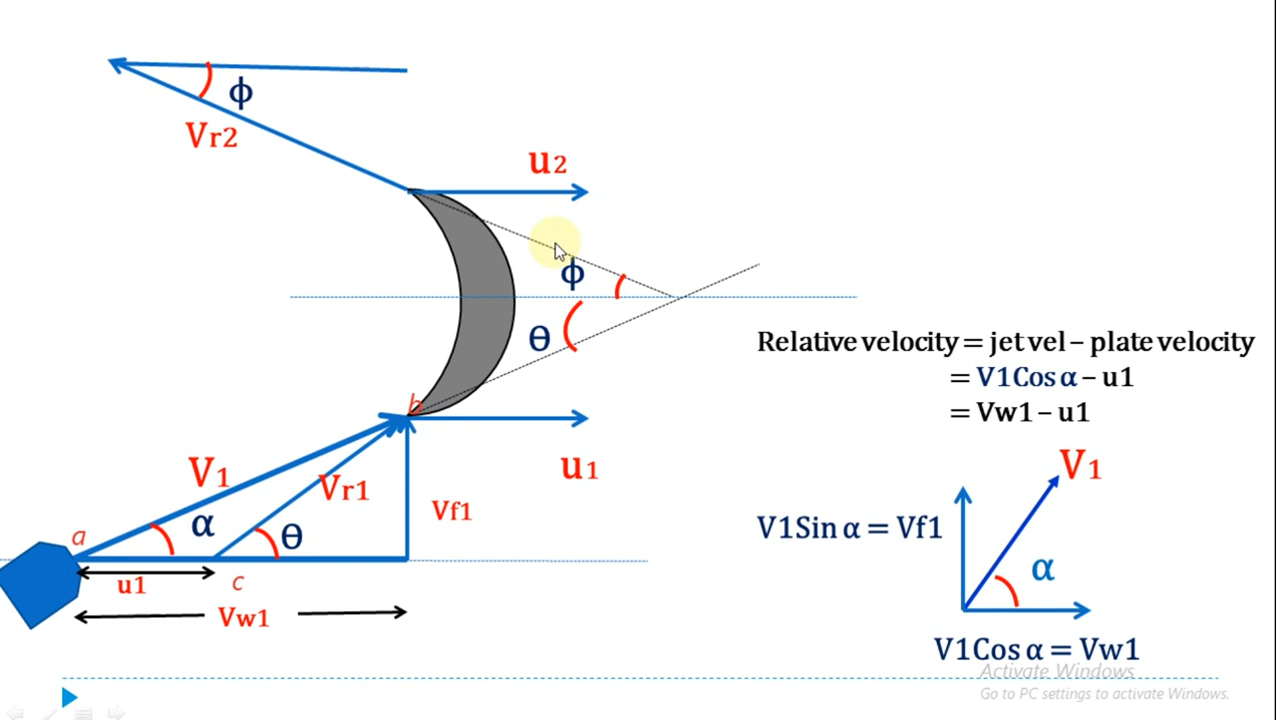 ϕ
Vr2
u2
ϕ
θ
b
Relative velocity = jet vel – plate velocity
= V1Cos α – u1
= Vw1 – u1
V1
Vr1
u1
V1
Vf1
a
α
θ
V1Sin α = Vf1
α
u1
c
Vw1
V1Cos α = Vw1
Activate Windows
Go to PC settings to activate Windows.